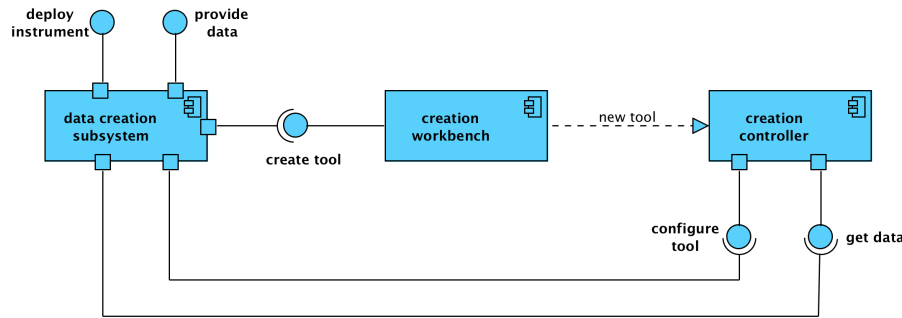 deploy
instrument
provide
data
data creation
subsystem
create tool
creation
workbench
new tool
creation
controller
configure
tool
get data